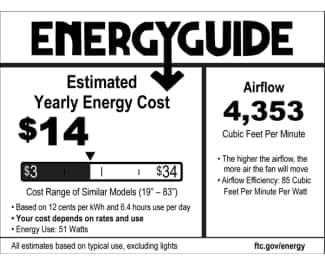 ENERGYGUIDE
Estimated
Yearly Energy Cost
$14
$3
$34
Cost Range of Similar Models (19” – 83”)
• Based on 12 cents per kWh and 6.4 hours use per day
• Your cost depends on rates and use
• Energy Use: 51 Watts
Airflow
4,353
Cubic Feet Per Minute
• The higher the airflow, the
more air the fan will move
• Airflow Efficiency: 85 Cubic
Feet Per Minute Per Watt
All estimates based on typical use, excluding lights
ftc.gov/energy